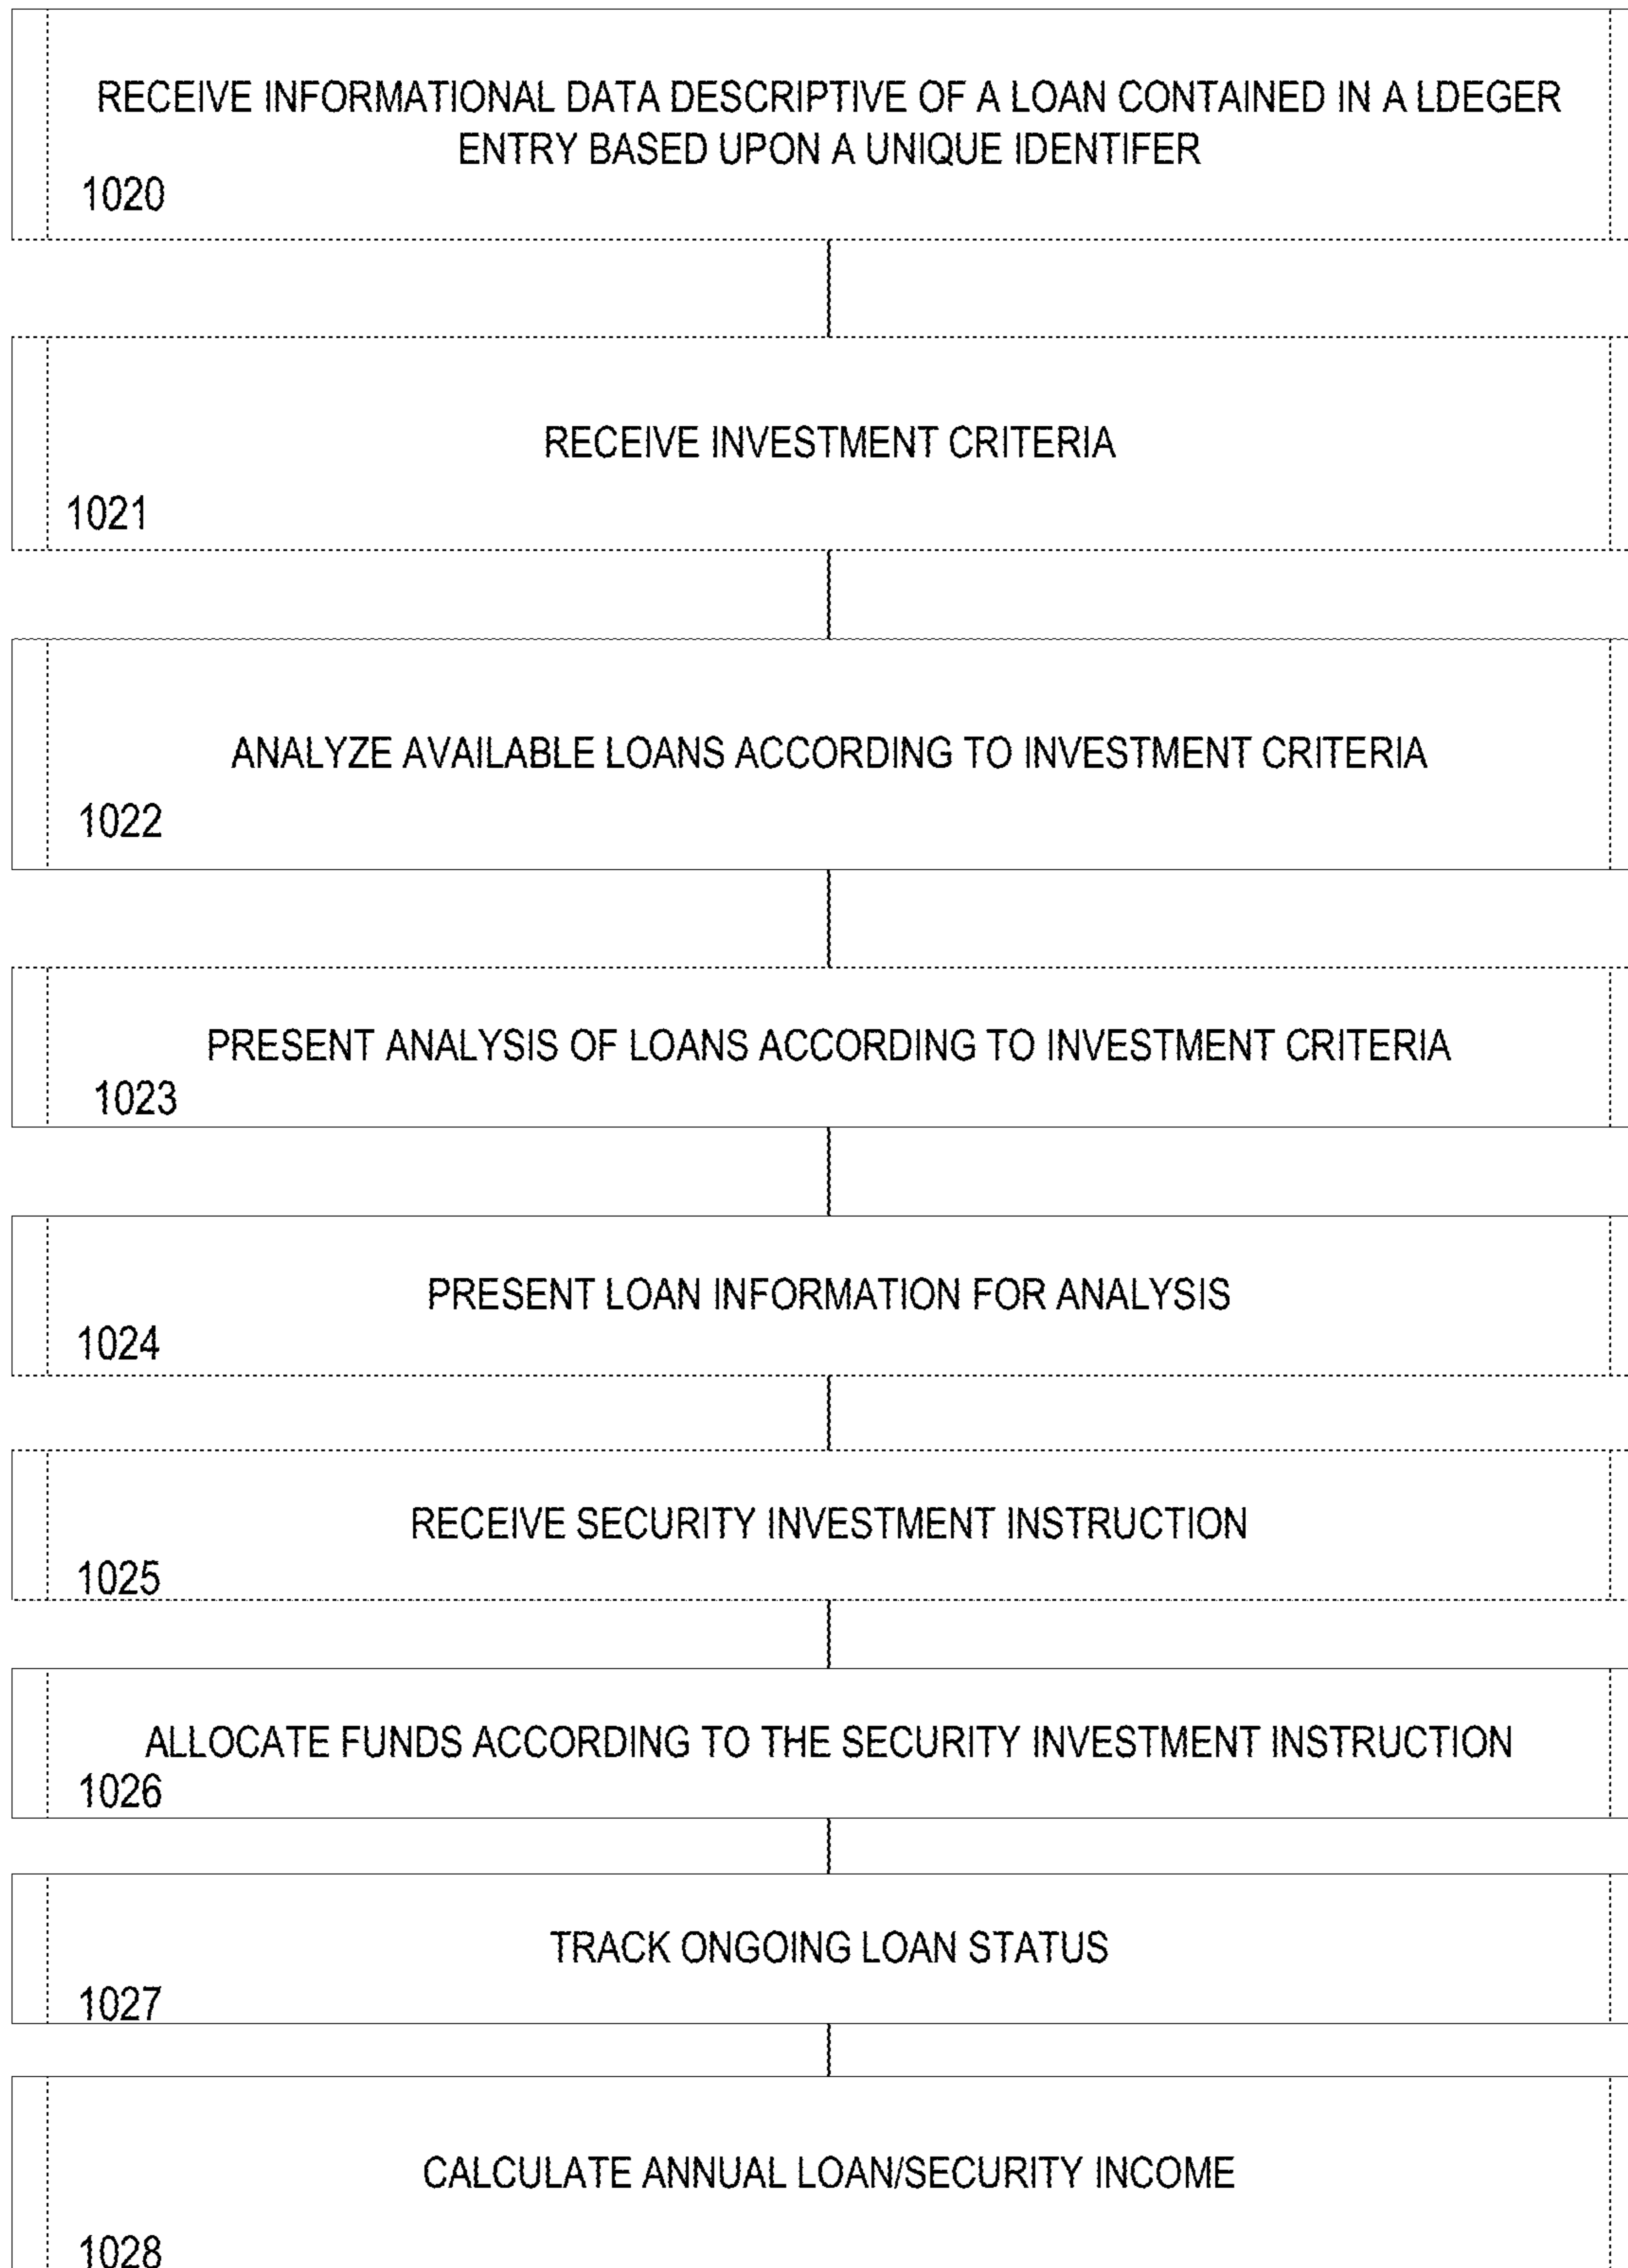 RECEIVE INFORMATIONAL DATA DESCRIPTIVE OF A LOAN CONTAINED IN A LDEGER
ENTRY BASED UPON A UNIQUE IDENTIFER
1020
RECEIVE INVESTMENT CRITERIA
1021
ANALYZE AVAILABLE LOANS ACCORDING TO INVESTMENT CRITERIA
1022
PRESENT ANALYSIS OF LOANS ACCORDING TO INVESTMENT CRITERIA
1023
PRESENT LOAN INFORMATION FOR ANALYSIS
1024
RECEIVE SECURITY INVESTMENT INSTRUCTION
1025
ALLOCATE FUNDS ACCORDING TO THE SECURITY INVESTMENT INSTRUCTION
1026
TRACK ONGOING LOAN STATUS
1027
CALCULATE ANNUAL LOAN/SECURITY INCOME
1028